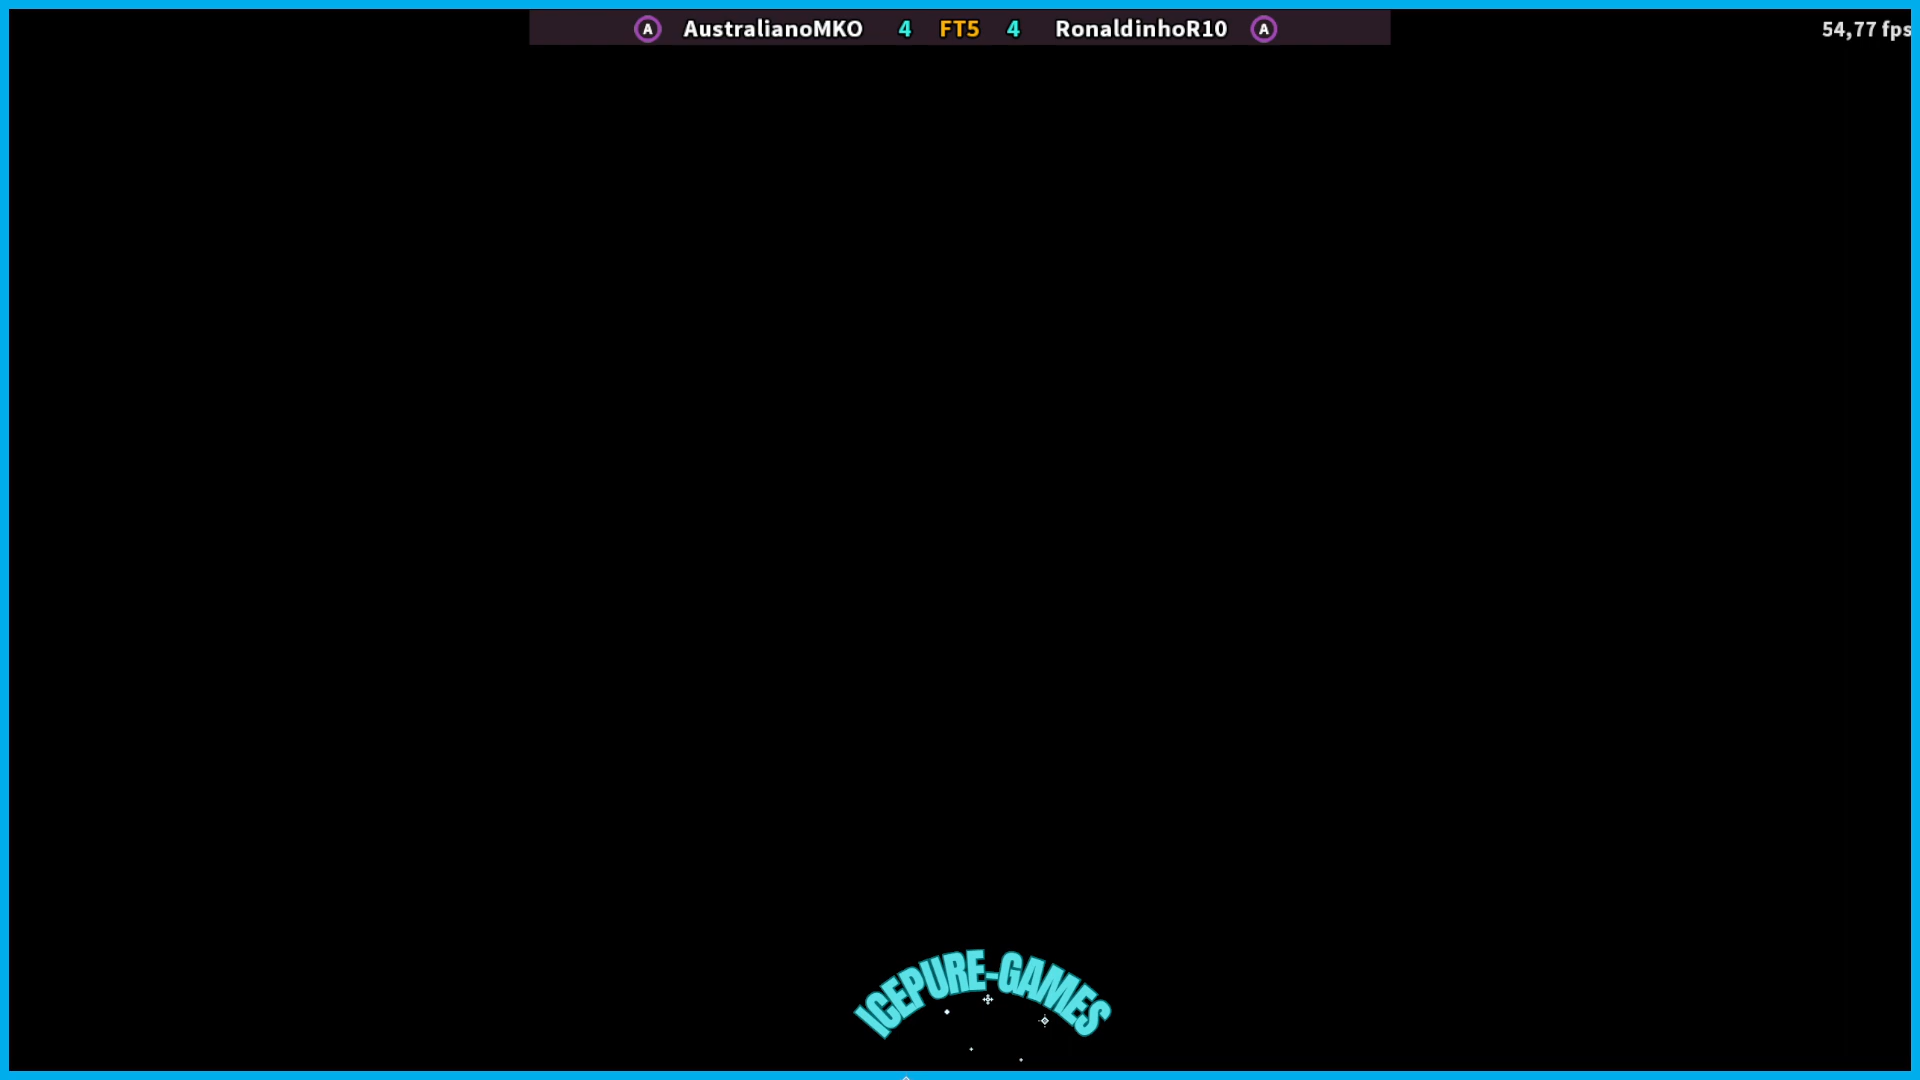 A AustralianoMKO 4 FT5 4 RonaldinhoR10 A
54,77 fps
ICEPURE-GAMES